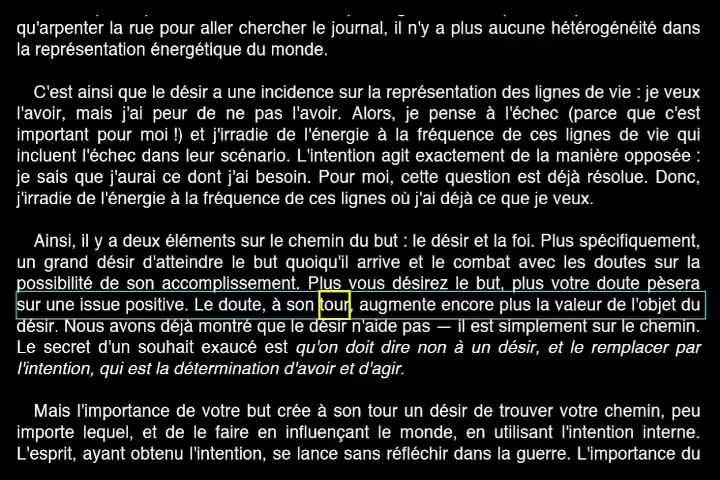 qu'arpenter la rue pour aller chercher le journal, il n'y a plus aucune hétérogénéité dans
la représentation énergétique du monde.
C'est ainsi que le désir a une incidence sur la représentation des lignes de vie : je veux
l'avoir, mais j'ai peur de ne pas l'avoir. Alors, je pense à l'échec (parce que c'est
important pour moi !) et j'irradie de l'énergie à la fréquence de ces lignes de vie qui
incluent l'échec dans leur scénario. L'intention agit exactement de la manière opposée :
je sais que j'aurai ce dont j'ai besoin. Pour moi, cette question est déjà résolue. Donc,
j'irradie de l'énergie à la fréquence de ces lignes où j'ai déjà ce que je veux.
Ainsi, il y a deux éléments sur le chemin du but : le désir et la foi. Plus spécifiquement,
un grand désir d'atteindre le but quoiqu'il arrive et le combat avec les doutes sur la
possibilité de son accomplissement. Plus vous désirez le but, plus votre doute pèsera
sur une issue positive. Le doute, à son tour, augmente encore plus la valeur de l'objet du
désir. Nous avons déjà montré que le désir n'aide pas — il est simplement sur le chemin.
Le secret d'un souhait exaucé est qu'on doit dire non à un désir, et le remplacer par
l'intention, qui est la détermination d'avoir et d'agir.
Mais l'importance de votre but crée à son tour un désir de trouver votre chemin, peu
importe lequel, et de le faire en influençant le monde, en utilisant l'intention interne.
L'esprit, ayant obtenu l'intention, se lance sans réfléchir dans la guerre. L'importance du